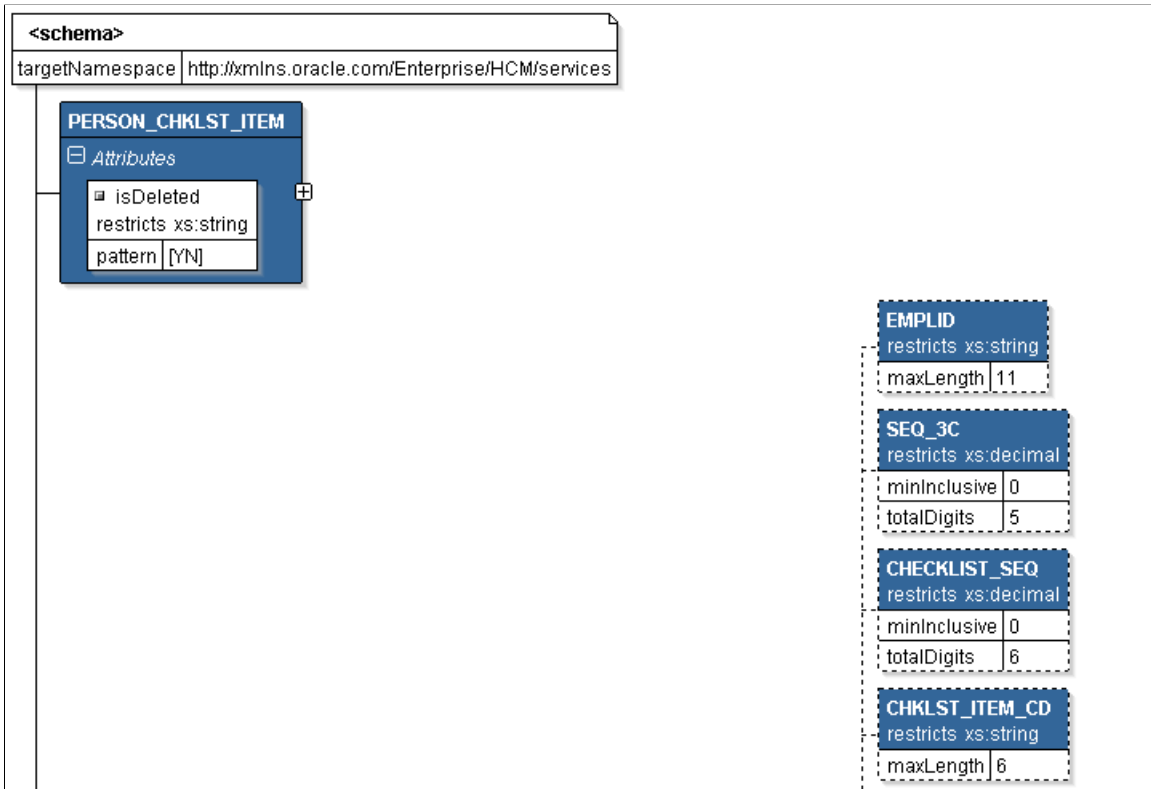 <schema>
targetNamespace http://xmlns.oracle.com/Enterprise/HCM/services
PERSON_CHKLST_ITEM
Attributes
isDeleted
restricts xs:string
pattern [YN]
EMPLID
restricts xs:string
maxLength 11
SEQ_3C
restricts xs:decimal
minInclusive 0
totalDigits 5
CHECKLIST_SEQ
restricts xs:decimal
minInclusive 0
totalDigits 6
CHKLST_ITEM_CD
restricts xs:string
maxLength 6